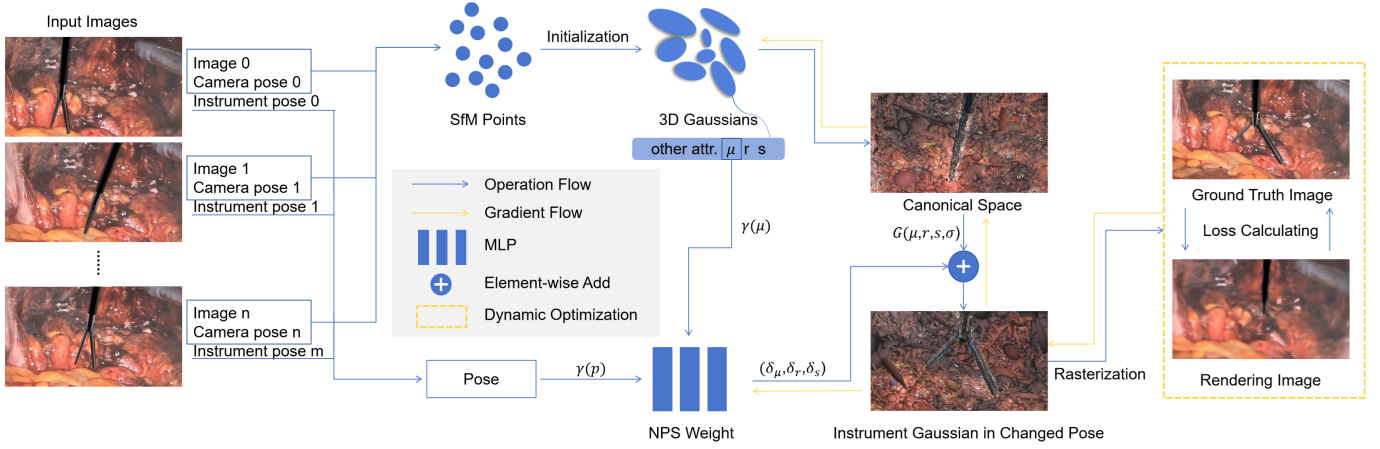 Input Images
Image 0
Camera pose 0
Instrument pose 0
Image 1
Camera pose 1
Instrument pose 1
Image n
Camera pose n
Instrument pose m
SfM Points
Initialization
3D Gaussians
other attr. μ r s
Operation Flow
Gradient Flow
MLP
Element-wise Add
Dynamic Optimization
γ(μ)
Pose
γ(p)
NPS Weight
(δμ,δr,δs)
Canonical Space
G(μ,r,s,σ)
Instrument Gaussian in Changed Pose
Rasterization
Ground Truth Image
Loss Calculating
Rendering Image